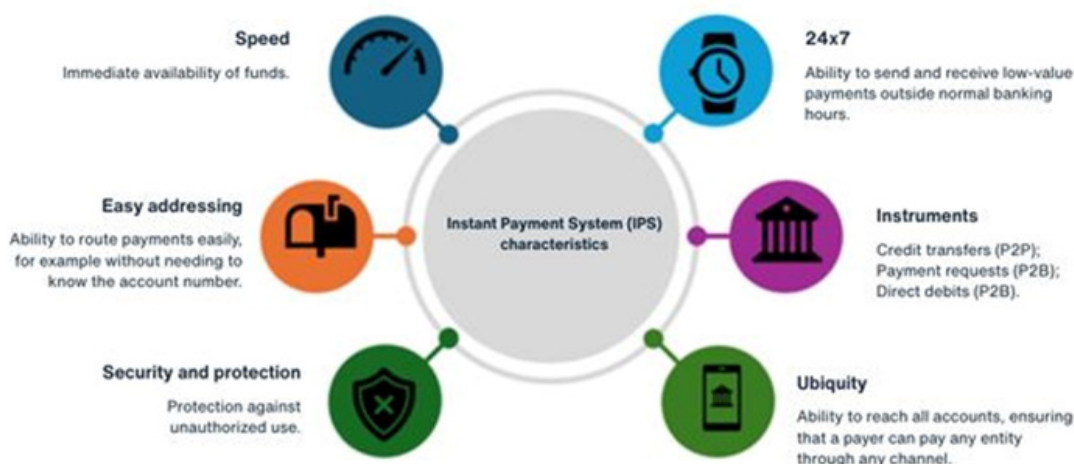 Speed
Immediate availability of funds.
24x7
Ability to send and receive low-value
payments outside normal banking
hours.
Easy addressing
Ability to route payments easily,
for example without needing to
know the account number.
Instant Payment System (IPS)
characteristics
Instruments
Credit transfers (P2P);
Payment requests (P2B);
Direct debits (P2B).
Security and protection
Protection against
unauthorized use.
Ubiquity
Ability to reach all accounts, ensuring
that a payer can pay any entity
through any channel.